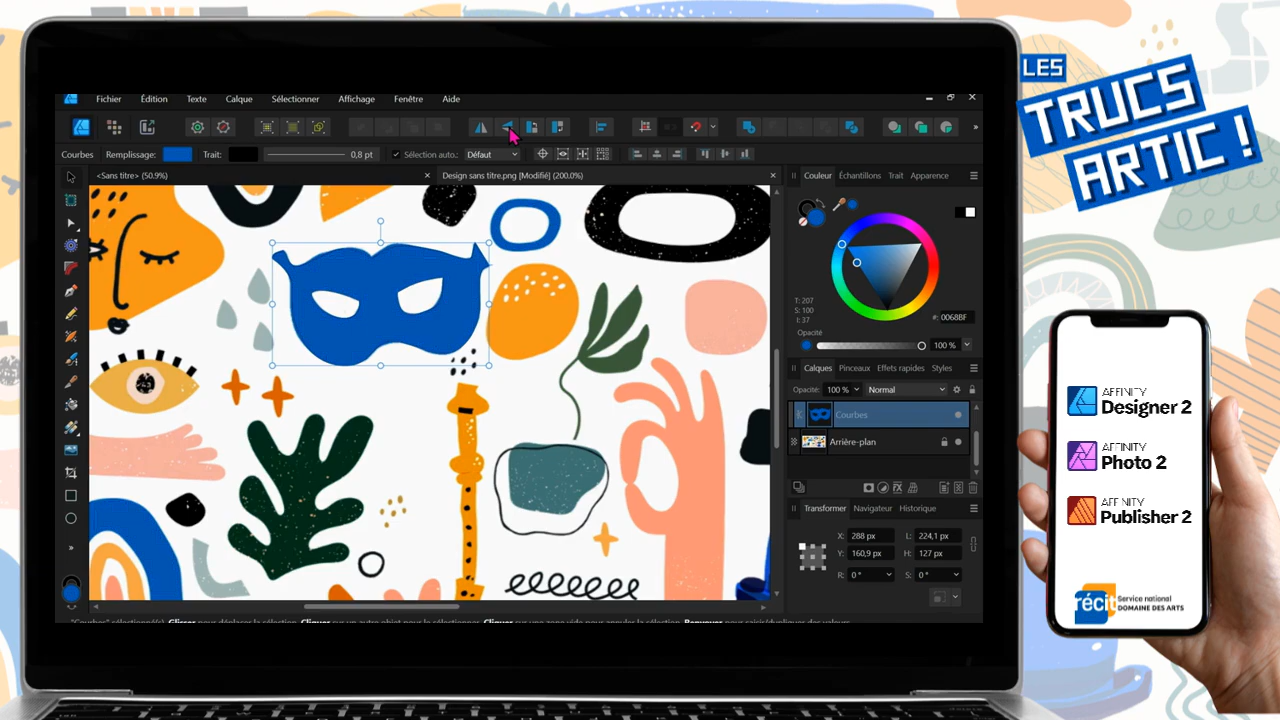 LES
TRUCS
ARTIC !
Fichier Édition Texte Calque Sélectionner Affichage Fenêtre Aide
Courbes Remplissage: Trait: 0,8 pt Sélection auto.: Défaut
<Sans titre> (50.9%) Design sans titre.png [Modifié] (200.0%)
Couleur Échantillons Trait Apparence
T: 207
S: 100
I: 37
#: 0068BF
Opacité
100 %
Calques Pinceaux Effets rapides Styles
Opacité: 100 % Normal
Courbes
Arrière-plan
Transformer Navigateur Historique
X: 288 px L: 224,1 px
Y: 160,9 px H: 127 px
R: 0 ° S: 0 °
AFFINITY
Designer 2
AFFINITY
Photo 2
AFFINITY
Publisher 2
récit Service national
DOMAINE DES ARTS